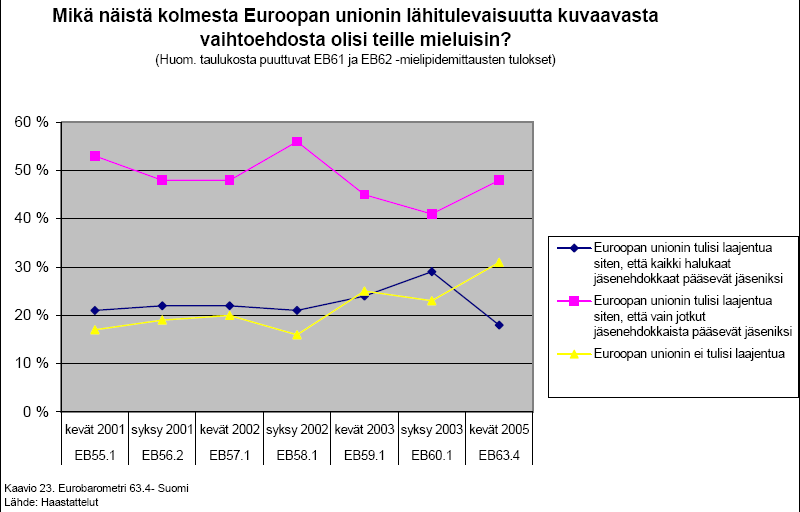 Mikä näistä kolmesta Euroopan unionin lähitulevaisuutta kuvaavasta
vaihtoehdosta olisi teille mieluisin?
(Huom. taulukosta puuttuvat EB61 ja EB62 -mielipidemittausten tulokset)
60 %
50 %
40 %
30 %
20 %
10 %
0 %
kevät 2001 syksy 2001 kevät 2002 syksy 2002 kevät 2003 syksy 2003 kevät 2005
EB55.1 EB56.2 EB57.1 EB58.1 EB59.1 EB60.1 EB63.4
Euroopan unionin tulisi laajentua
siten, että kaikki halukaat
jäsenehdokkaat pääsevät jäseniksi
Euroopan unionin tulisi laajentua
siten, että vain jotkut
jäsenehdokkaista pääsevät jäseniksi
Euroopan unionin ei tulisi laajentua
Kaavio 23. Eurobarometri 63.4- Suomi
Lähde: Haastattelut